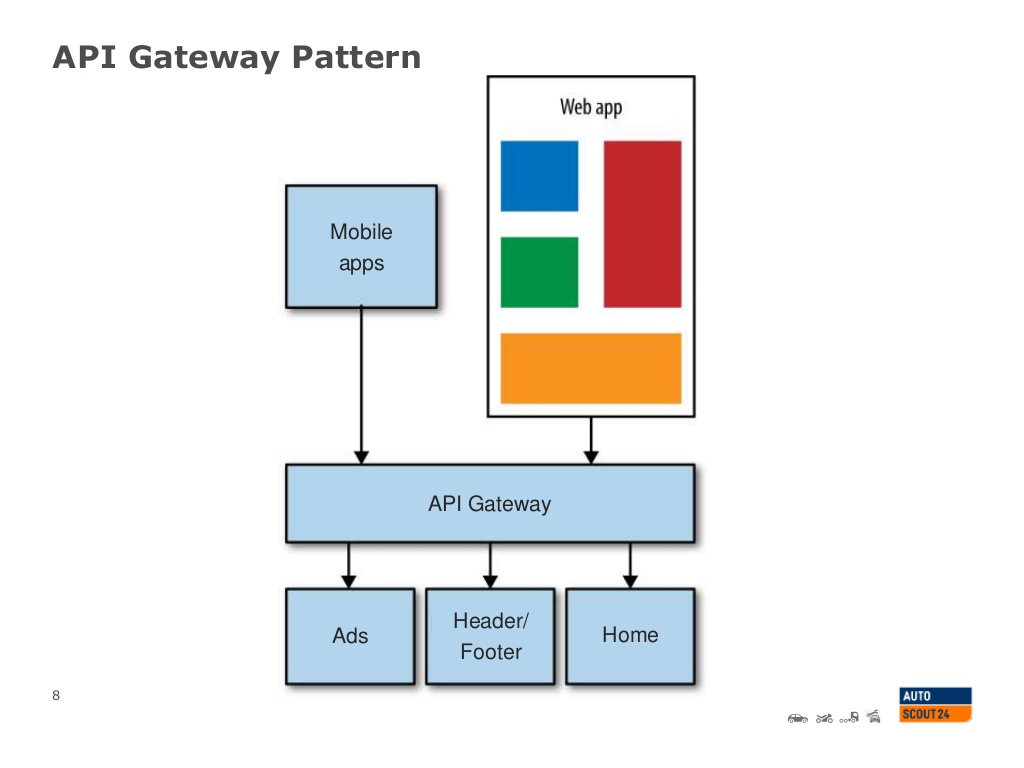 API Gateway Pattern
Web app
Mobile
apps
API Gateway
Ads
Header/
Footer
Home
8
AUTO
SCOUT24